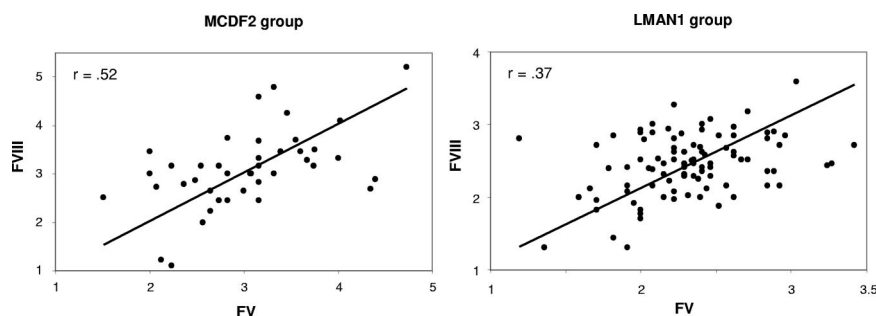 MCDF2 group
r = .52
FVIII
5
4
3
2
1
1
2
3
4
5
FV
LMAN1 group
r = .37
FVIII
4
3
2
1
1
2
3
3.5
FV